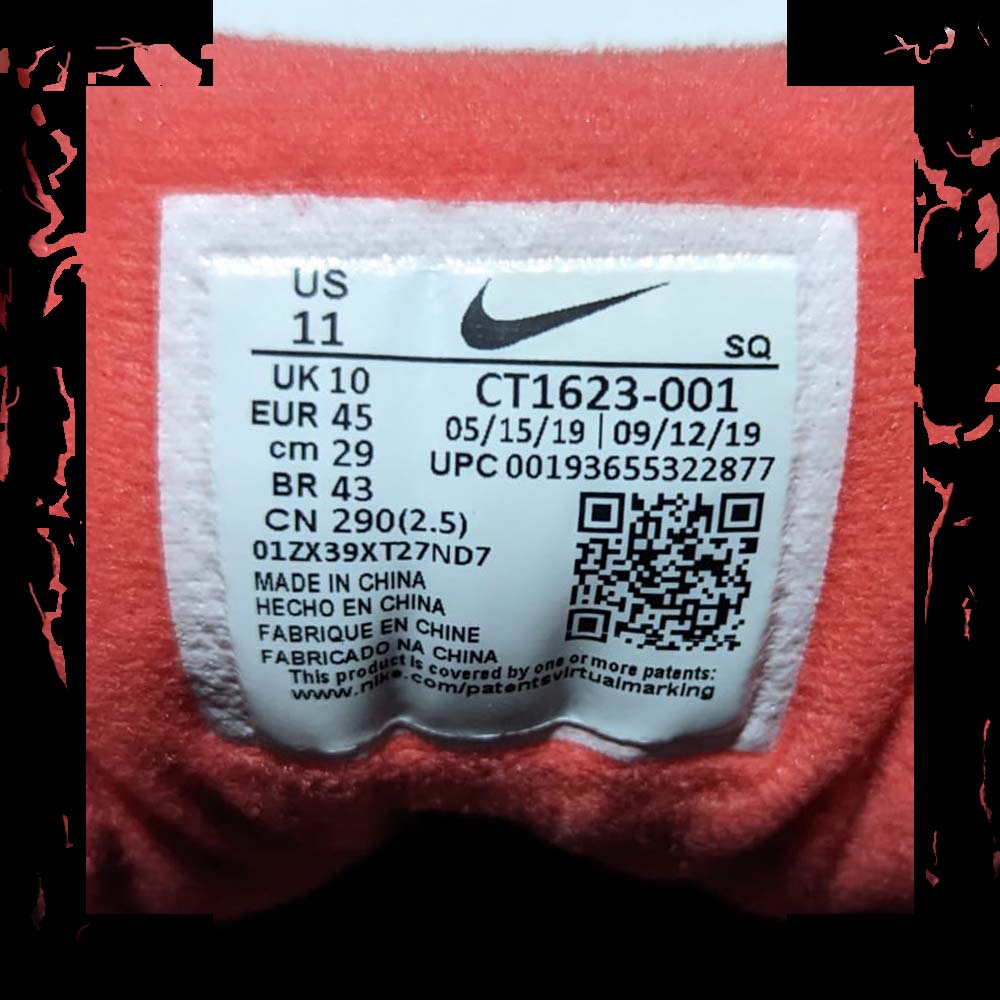 US
11
SQ
UK 10
EUR 45
cm 29
BR 43
CN 290(2.5)
CT1623-001
05/15/19 | 09/12/19
UPC 00193655322877
01ZX39XT27ND7
MADE IN CHINA
HECHO EN CHINA
FABRIQUE EN CHINE
FABRICADO NA CHINA
This product is covered by one or more patents:
www.nike.com/patentsvirtualmarking